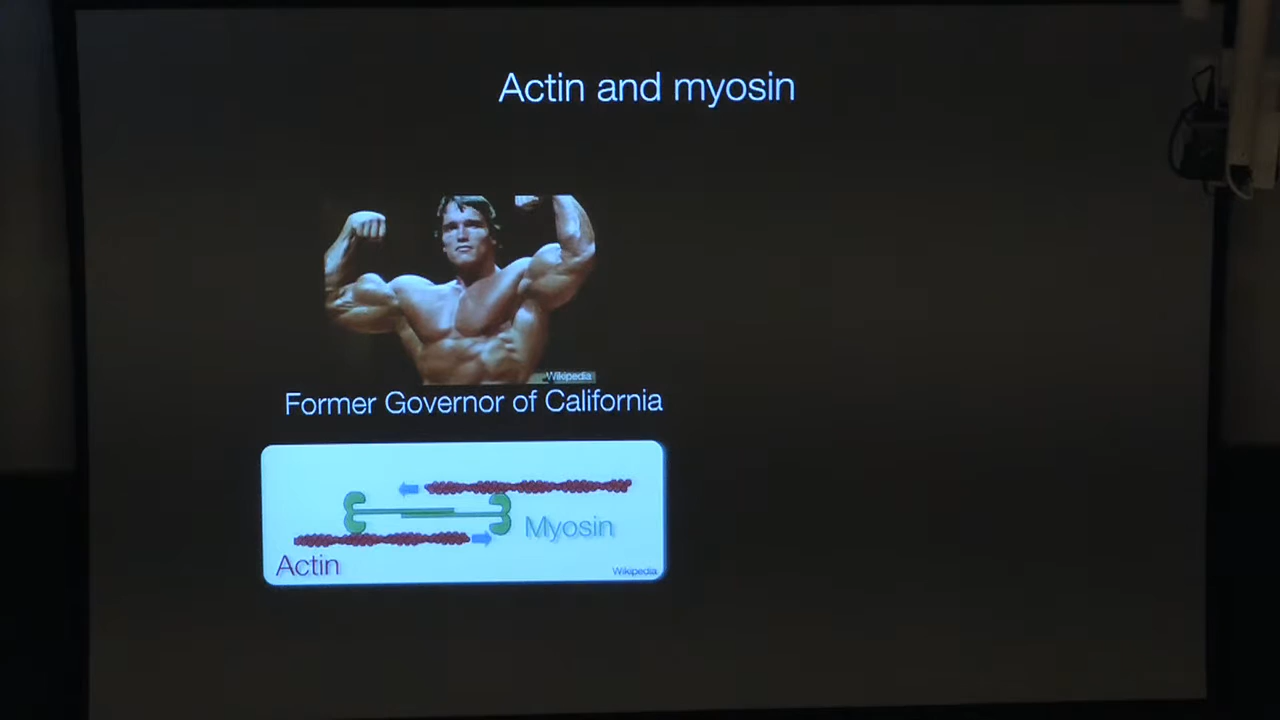 Actin and myosin
Wikipedia
Former Governor of California
Myosin
Actin
Wikipedia